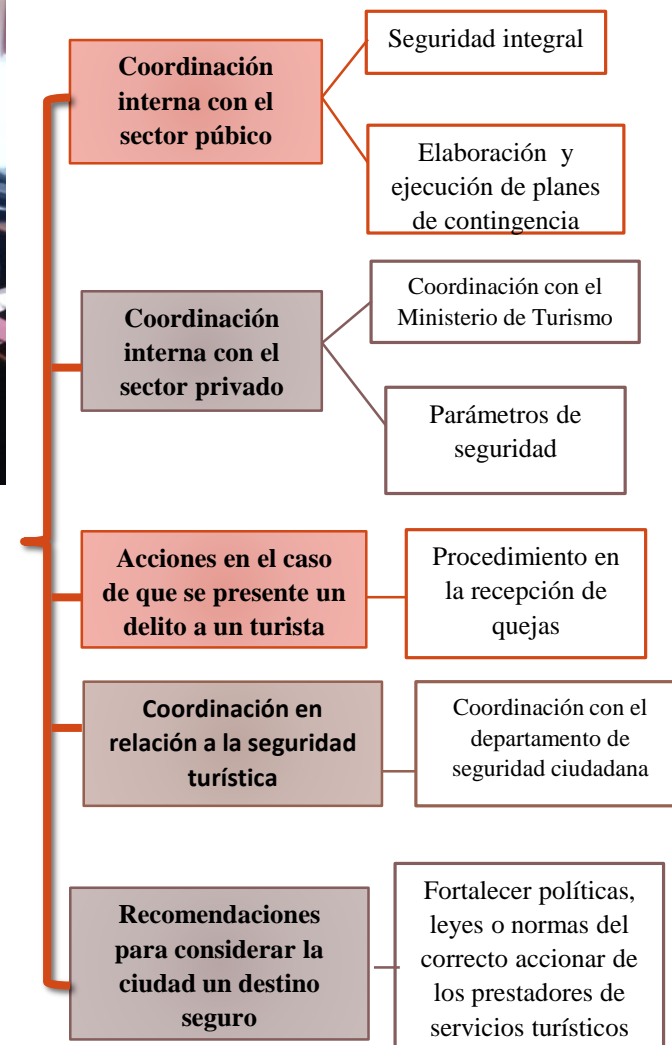 Coordinación
interna con el
sector púbico
Seguridad integral
Elaboración y
ejecución de planes
de contingencia
Coordinación
interna con el
sector privado
Coordinación con el
Ministerio de Turismo
Parámetros de
seguridad
Acciones en el caso
de que se presente un
delito a un turista
Procedimiento en
la recepción de
quejas
Coordinación en
relación a la seguridad
turística
Coordinación con el
departamento de
seguridad ciudadana
Recomendaciones
para considerar la
ciudad un destino
seguro
Fortalecer políticas,
leyes o normas del
correcto accionar de
los prestadores de
servicios turísticos